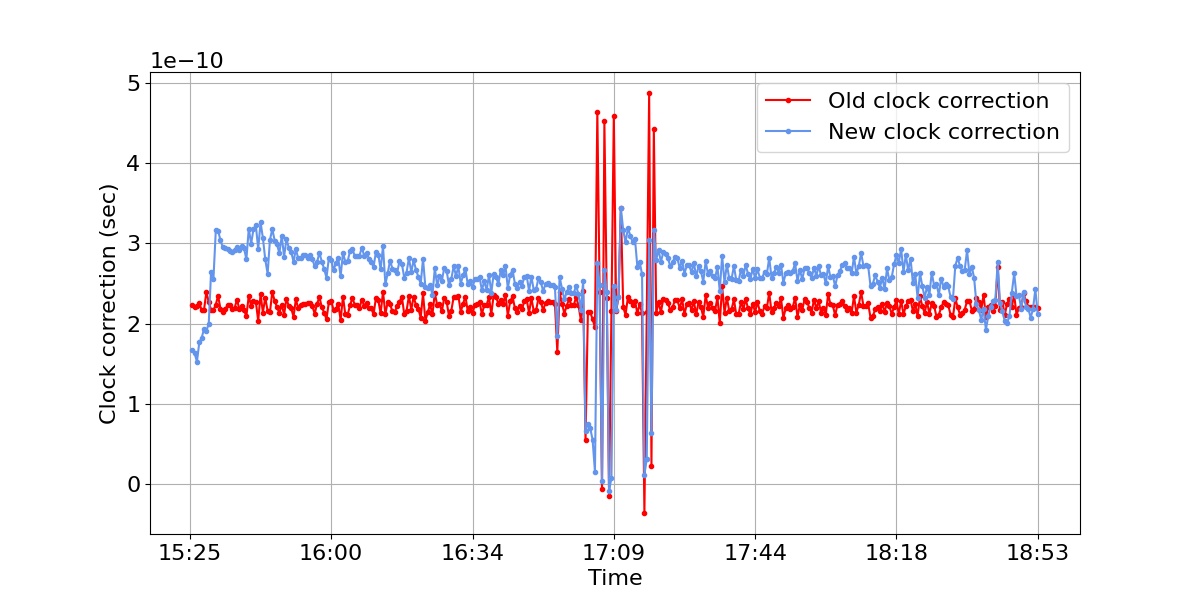 1e−10
5
4
3
2
1
0
Clock correction (sec)
Old clock correction
New clock correction
15:25 16:00 16:34 17:09 17:44 18:18 18:53
Time